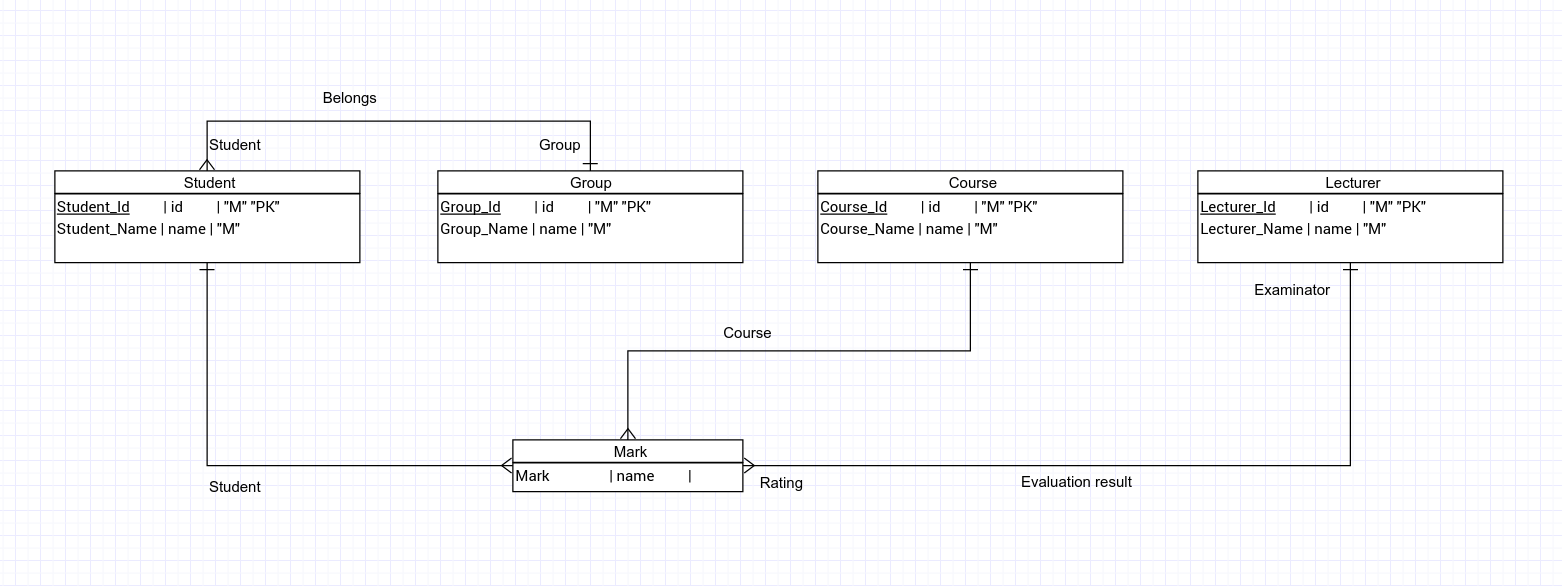 Belongs
Student
Group
Student
Student_Id | id | "M" "PK"
Student_Name | name | "M"
Group
Group_Id | id | "M" "PK"
Group_Name | name | "M"
Course
Course_Id | id | "M" "PK"
Course_Name | name | "M"
Lecturer
Lecturer_Id | id | "M" "PK"
Lecturer_Name | name | "M"
Examinator
Course
Mark
Mark | name |
Student
Rating
Evaluation result